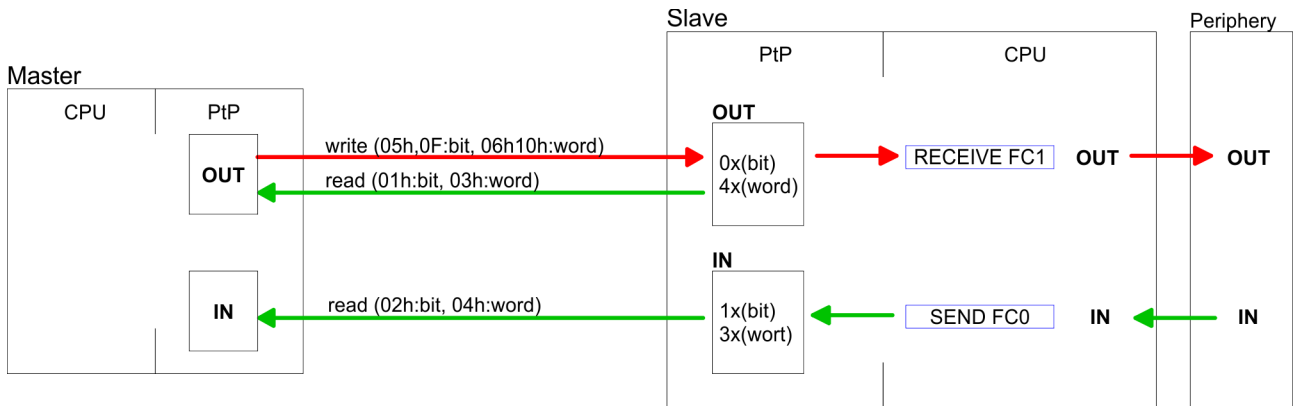 Slave
Periphery
PtP
CPU
Master
CPU
PtP
OUT
write (05h,0F:bit, 06h10h:word)
read (01h:bit, 03h:word)
OUT
0x(bit)
4x(word)
RECEIVE FC1
OUT
OUT
IN
read (02h:bit, 04h:word)
IN
1x(bit)
3x(wort)
SEND FC0
IN
IN